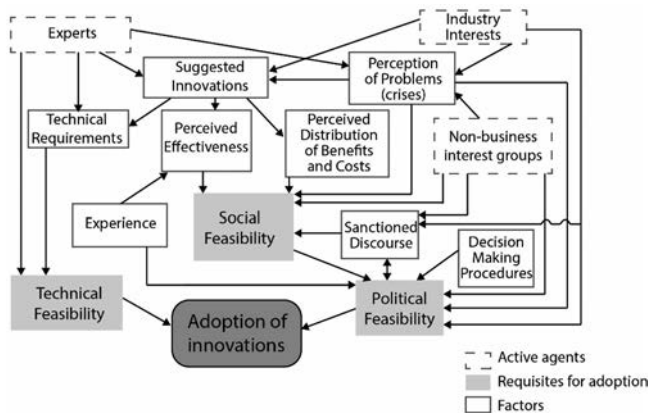 Experts
Industry
Interests
Suggested
Innovations
Perception
of Problems
(crises)
Technical
Requirements
Perceived
Effectiveness
Perceived
Distribution
of Benefits
and Costs
Non-business
interest groups
Experience
Social
Feasibility
Sanctioned
Discourse
Decision
Making
Procedures
Technical
Feasibility
Adoption of
innovations
Political
Feasibility
Active agents
Requisites for adoption
Factors